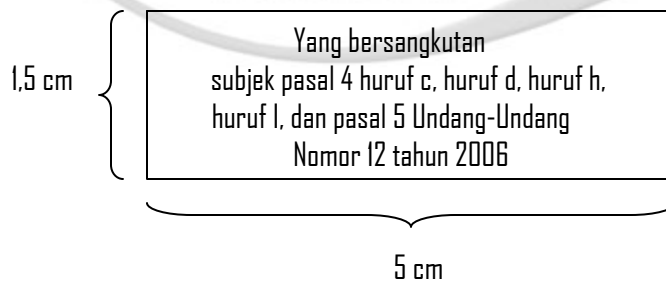 Yang bersangkutan
1,5 cm
subjek pasal 4 huruf c, huruf d, huruf h,
huruf l, dan pasal 5 Undang-Undang
Nomor 12 tahun 2006
5 cm